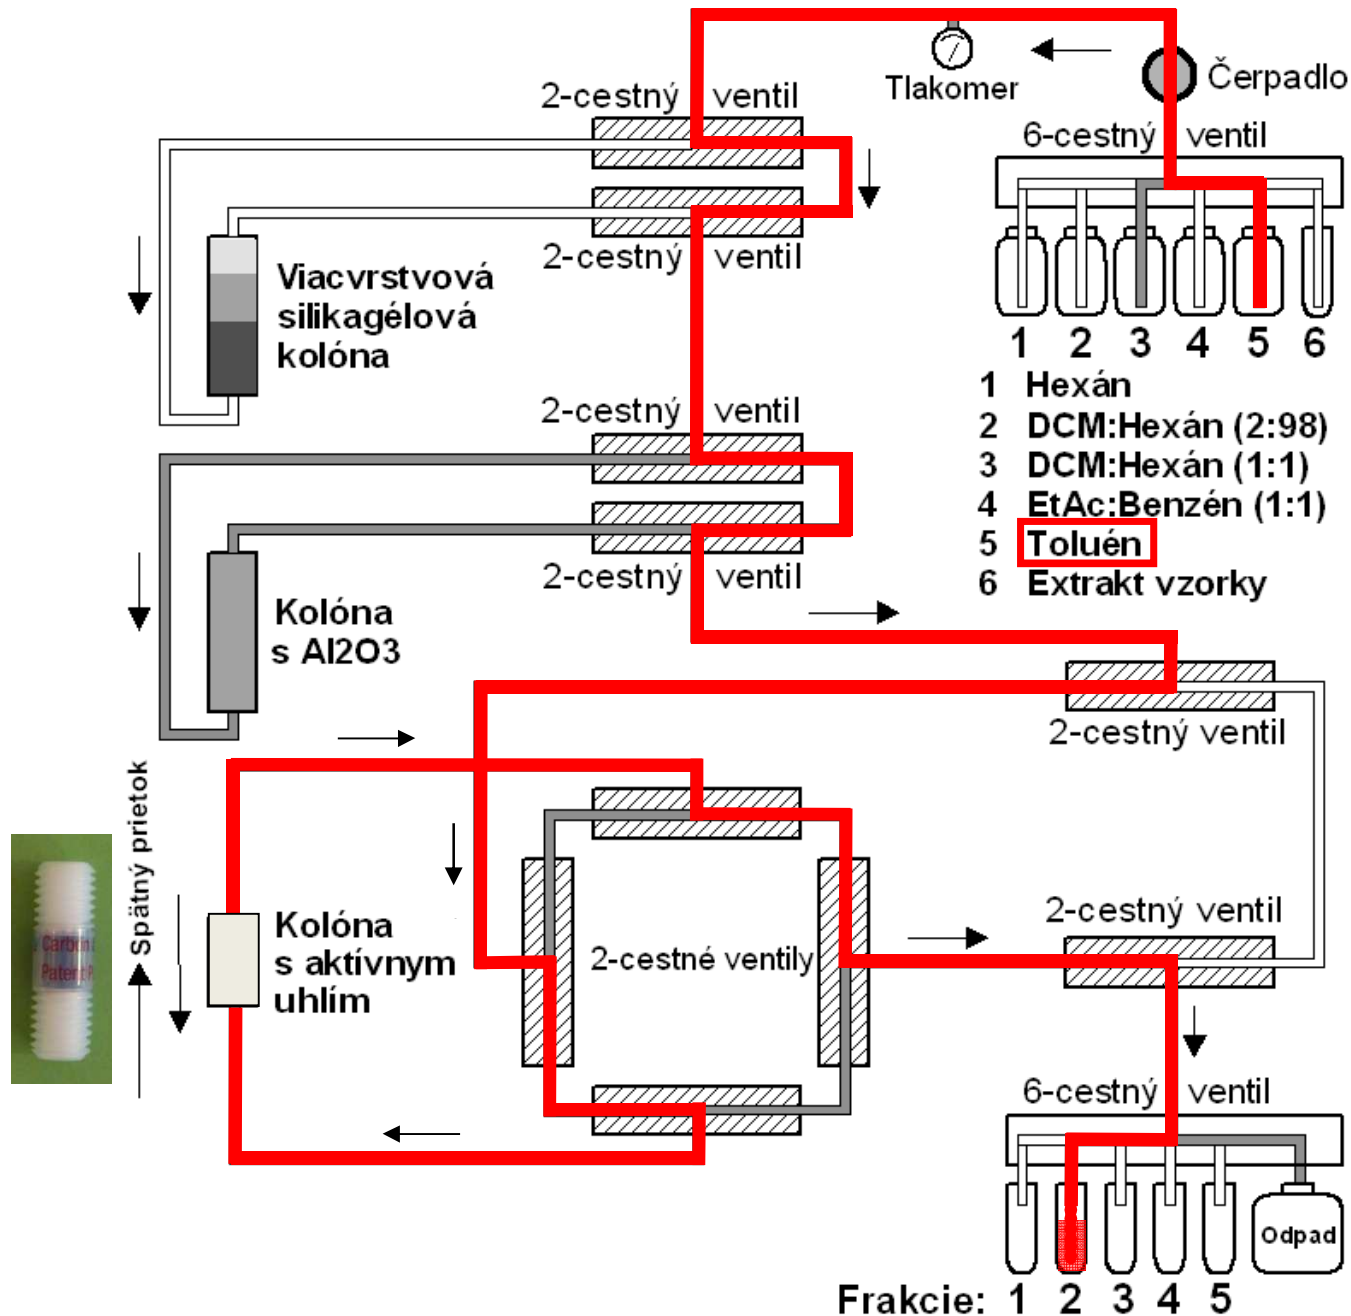 2-cestný ventil
Tlakomer
Čerpadlo
6-cestný ventil
2-cestný ventil
Viacvrstvová
silikagélová
kolóna
1 2 3 4 5 6
1 Hexán
2 DCM:Hexán (2:98)
3 DCM:Hexán (1:1)
4 EtAc:Benzén (1:1)
5 Toluén
6 Extrakt vzorky
2-cestný ventil
2-cestný ventil
Kolóna
s Al2O3
2-cestný ventil
Spätný prietok
Carbon
Patent P
Kolóna
s aktívnym
uhlím
2-cestné ventily
2-cestný ventil
6-cestný ventil
Odpad
Frakcie: 1 2 3 4 5